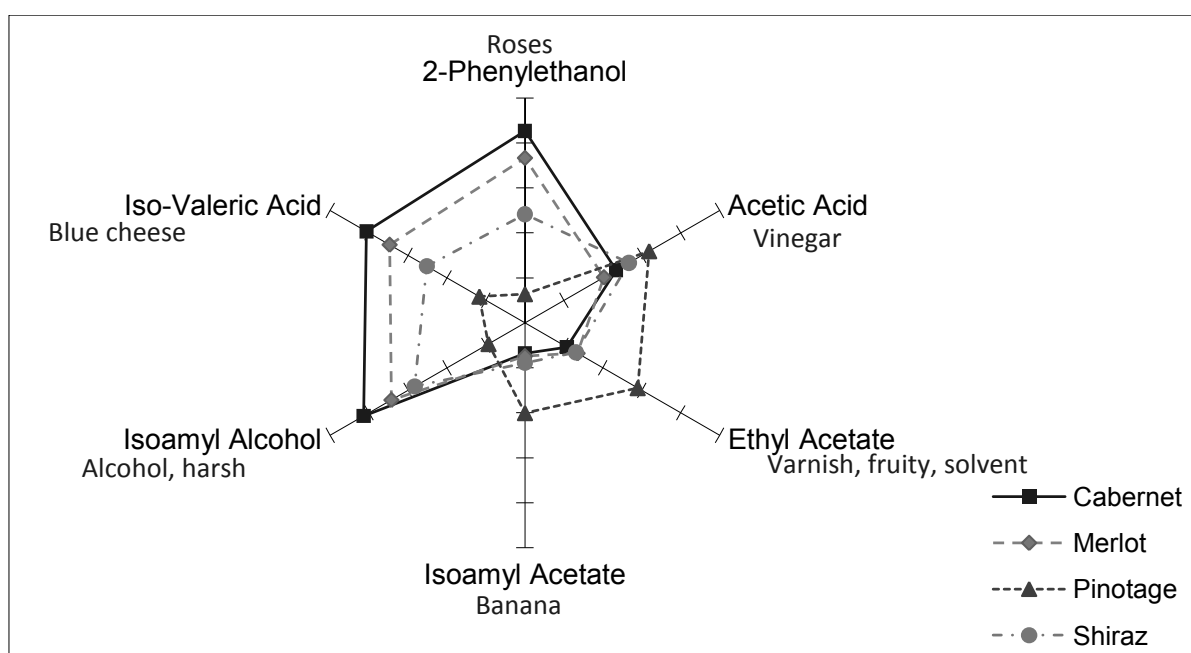 Roses
2-Phenylethanol
Iso-Valeric Acid
Blue cheese
Acetic Acid
Vinegar
Isoamyl Alcohol
Alcohol, harsh
Ethyl Acetate
Varnish, fruity, solvent
Isoamyl Acetate
Banana
Cabernet
Merlot
Pinotage
Shiraz